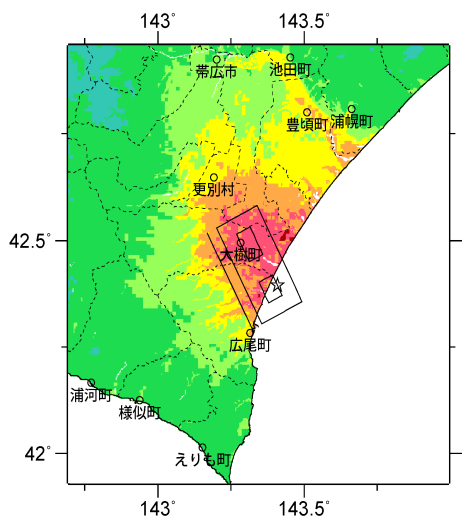 143° 143.5°
帯広市 池田町
豊頃町 浦幌町
更別村
42.5°
大樹町
広尾町
浦河町
様似町
42°
えりも町
143° 143.5°